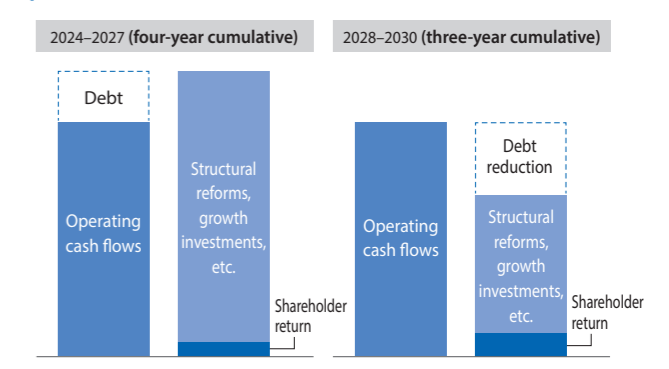 2024–2027 (four-year cumulative)
Debt
Operating
cash flows
Structural
reforms,
growth
investments,
etc.
Shareholder
return
2028–2030 (three-year cumulative)
Operating
cash flows
Debt
reduction
Structural
reforms,
growth
investments,
etc.
Shareholder
return